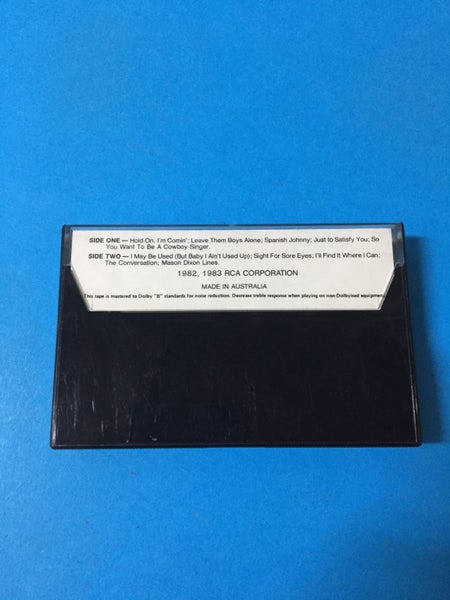 SIDE ONE — Hold On, I'm Comin'; Leave Them Boys Alone; Spanish Johnny; Just to Satisfy You; So
You Want To Be A Cowboy Singer.
SIDE TWO — I May Be Used (But Baby I Ain't Used Up); Sight For Sore Eyes; I'll Find It Where I Can;
The Conversation; Mason Dixon Lines.
1982, 1983 RCA CORPORATION
MADE IN AUSTRALIA
This tape is mastered to Dolby "B" standards for noise reduction. Decrease treble response when playing on non-Dolbyised equipment.